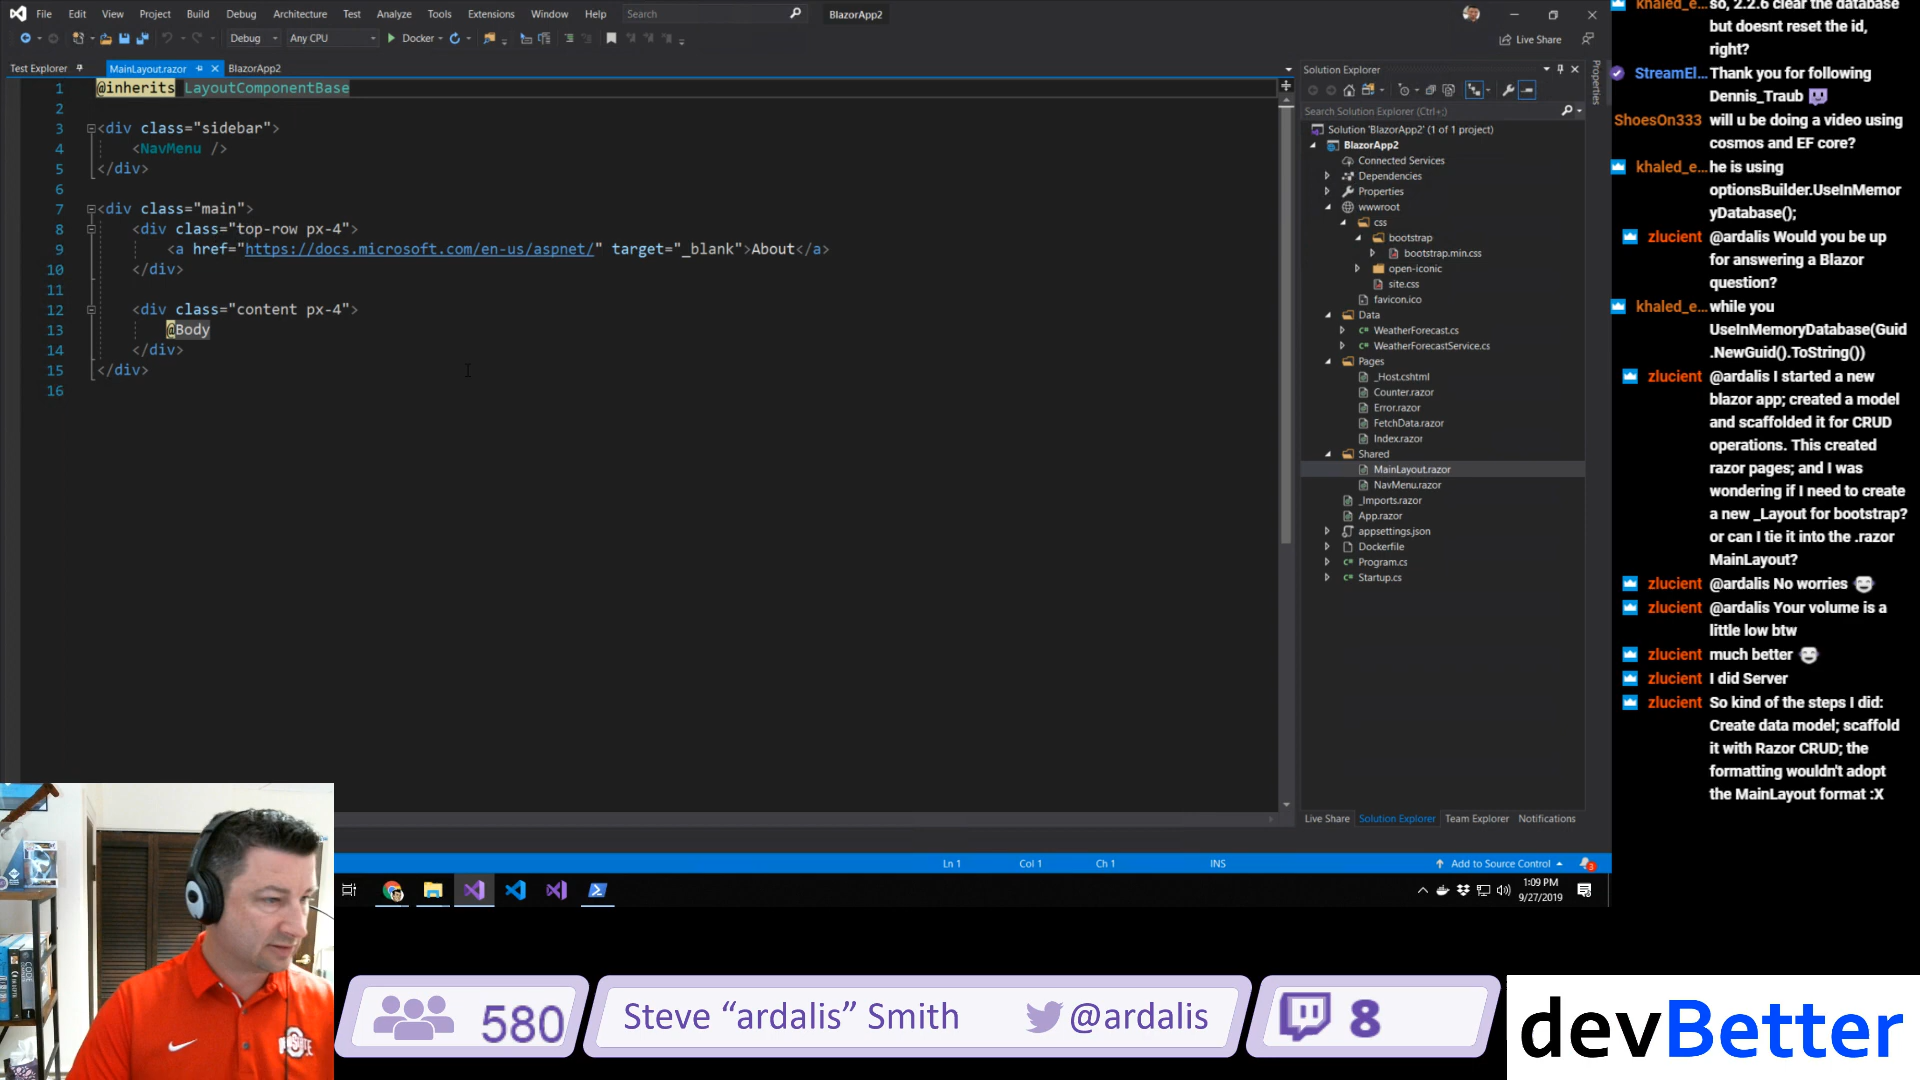 File Edit View Project Build Debug Architecture Test Analyze Tools Extensions Window Help Search BlazorApp2
Debug Any CPU Docker Live Share
Test Explorer MainLayout.razor BlazorApp2
1 @inherits LayoutComponentBase
2
3 <div class="sidebar">
4 <NavMenu />
5 </div>
6
7 <div class="main">
8 <div class="top-row px-4">
9 <a href="https://docs.microsoft.com/en-us/aspnet/" target="_blank">About</a>
10 </div>
11
12 <div class="content px-4">
13 @Body
14 </div>
15 </div>
16
Ln 1 Col 1 Ch 1 INS Add to Source Control
Solution Explorer
Search Solution Explorer (Ctrl+;)
Solution 'BlazorApp2' (1 of 1 project)
BlazorApp2
Connected Services
Dependencies
Properties
wwwroot
css
bootstrap
bootstrap.min.css
open-iconic
site.css
favicon.ico
Data
WeatherForecast.cs
WeatherForecastService.cs
Pages
_Host.cshtml
Counter.razor
Error.razor
FetchData.razor
Index.razor
Shared
MainLayout.razor
NavMenu.razor
_Imports.razor
App.razor
appsettings.json
Dockerfile
Program.cs
Startup.cs
Live Share Solution Explorer Team Explorer Notifications
Properties
1:09 PM
9/27/2019
khaled_e... so, 2.2.6 clear the database
but doesnt reset the id,
right?
StreamEl... Thank you for following
Dennis_Traub
ShoesOn333 will u be doing a video using
cosmos and EF core?
khaled_e... he is using
optionsBuilder.UseInMemor
yDatabase();
zlucient @ardalis Would you be up
for answering a Blazor
question?
khaled_e... while you
UseInMemoryDatabase(Guid
.NewGuid().ToString())
zlucient @ardalis I started a new
blazor app; created a model
and scaffolded it for CRUD
operations. This created
razor pages; and I was
wondering if I need to create
a new _Layout for bootstrap?
or can I tie it into the .razor
MainLayout?
zlucient @ardalis No worries
zlucient @ardalis Your volume is a
little low btw
zlucient much better
zlucient I did Server
zlucient So kind of the steps I did:
Create data model; scaffold
it with Razor CRUD; the
formatting wouldn't adopt
the MainLayout format :X
580 Steve "ardalis" Smith @ardalis 8
devBetter